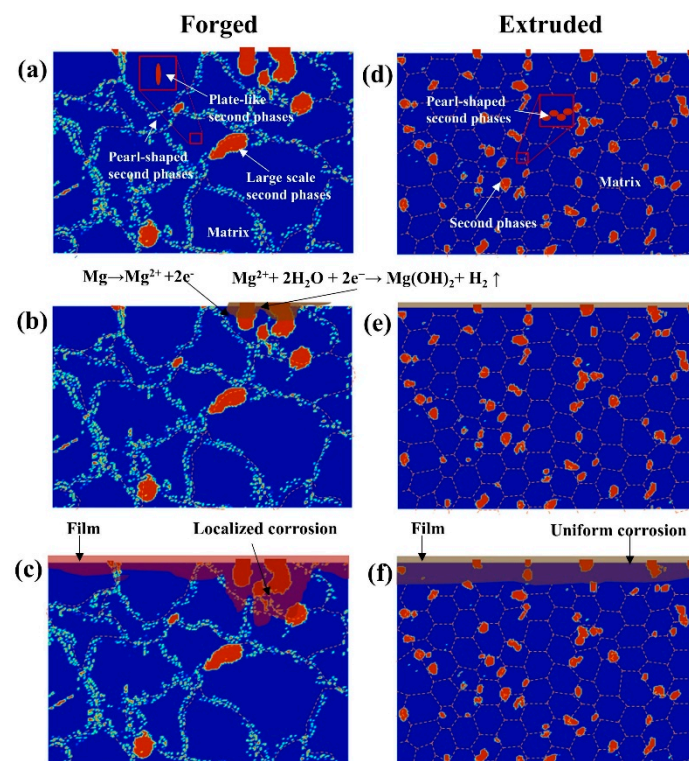 Forged
Extruded
(a)
Plate-like
second phases
Pearl-shaped
second phases
Large scale
second phases
Matrix
(d)
Pearl-shaped
second phases
Matrix
Second phases
Mg→Mg²⁺ +2e⁻
Mg²⁺+ 2H₂O + 2e⁻→ Mg(OH)₂+ H₂ ↑
(b)
(e)
Film
Localized corrosion
(c)
Film
Uniform corrosion
(f)